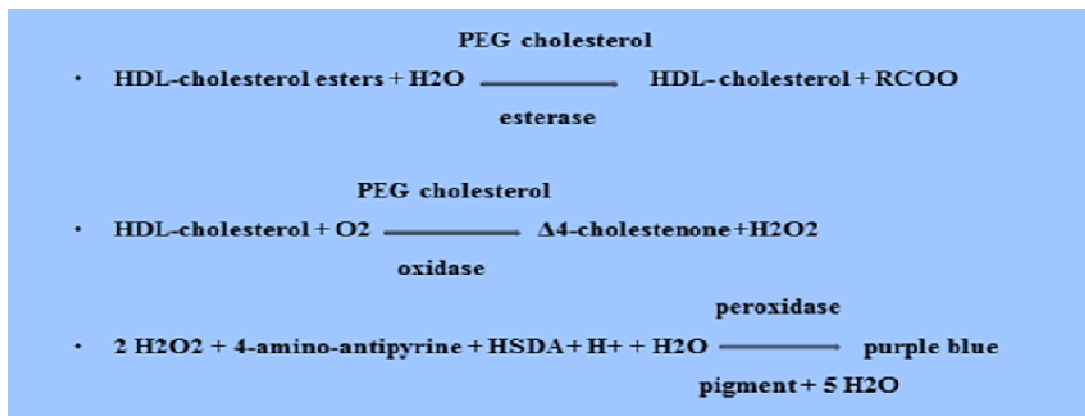 PEG cholesterol
• HDL-cholesterol esters + H2O HDL- cholesterol + RCOO
esterase
PEG cholesterol
• HDL-cholesterol + O2 Δ4-cholestenone +H2O2
oxidase
peroxidase
• 2 H2O2 + 4-amino-antipyrine + HSDA + H+ + H2O purple blue
pigment + 5 H2O